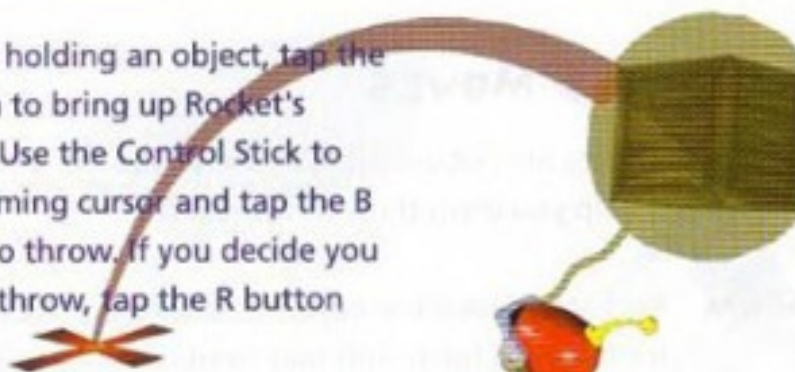 holding an object, tap the
to bring up Rocket's
Use the Control Stick to
ming cursor and tap the B
o throw. If you decide you
throw, tap the R button